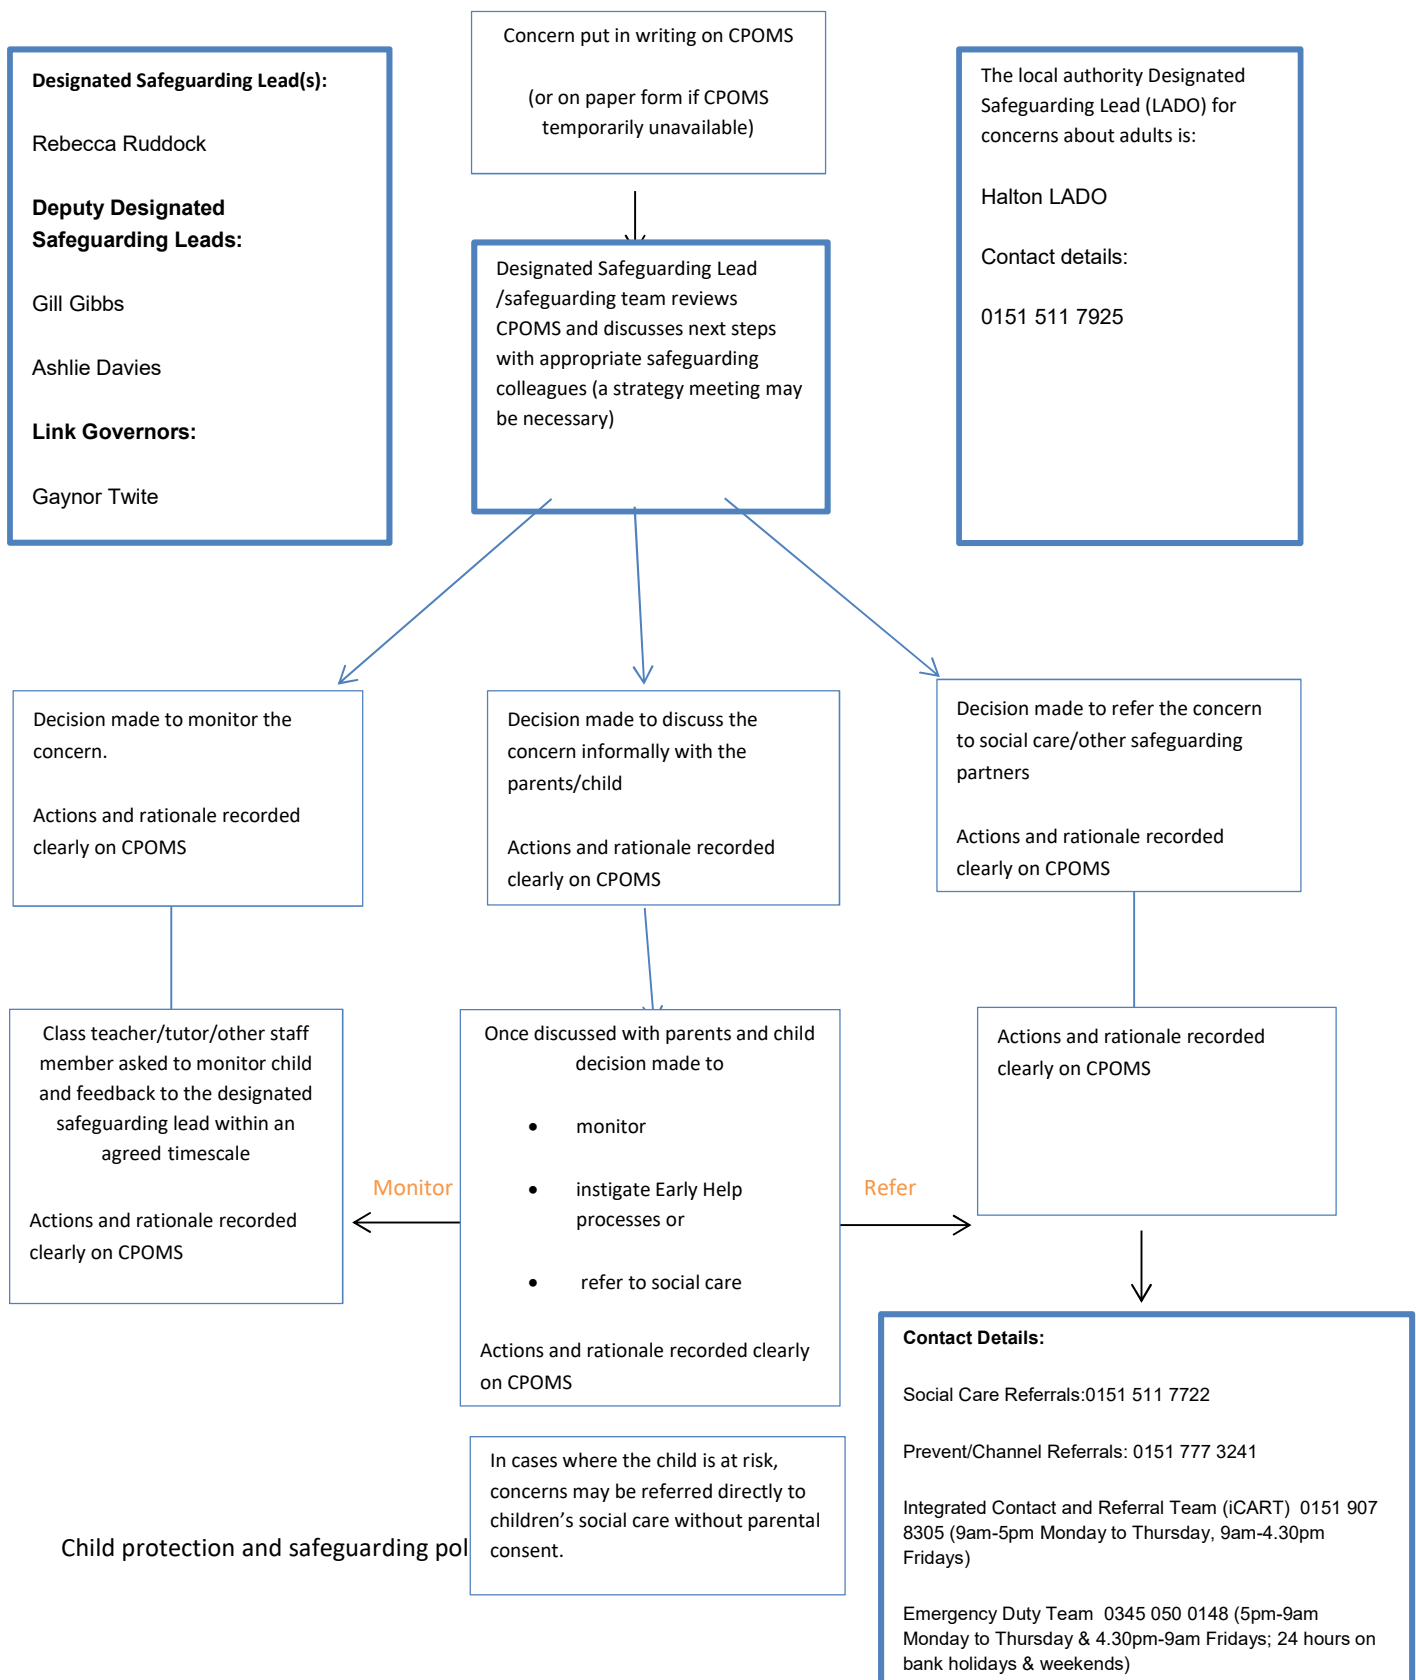 Concern put in writing on CPOMS
(or on paper form if CPOMS
temporarily unavailable)
Designated Safeguarding Lead(s):
Rebecca Ruddock
Deputy Designated
Safeguarding Leads:
Gill Gibbs
Ashlie Davies
Link Governors:
Gaynor Twite
The local authority Designated
Safeguarding Lead (LADO) for
concerns about adults is:
Halton LADO
Contact details:
0151 511 7925
Designated Safeguarding Lead
/safeguarding team reviews
CPOMS and discusses next steps
with appropriate safeguarding
colleagues (a strategy meeting may
be necessary)
Decision made to monitor the
concern.
Actions and rationale recorded
clearly on CPOMS
Decision made to discuss the
concern informally with the
parents/child
Actions and rationale recorded
clearly on CPOMS
Decision made to refer the concern
to social care/other safeguarding
partners
Actions and rationale recorded
clearly on CPOMS
Class teacher/tutor/other staff
member asked to monitor child
and feedback to the designated
safeguarding lead within an
agreed timescale
Actions and rationale recorded
clearly on CPOMS
Monitor
Once discussed with parents and child
decision made to
• monitor
• instigate Early Help
processes or
• refer to social care
Actions and rationale recorded clearly
on CPOMS
Refer
Actions and rationale recorded
clearly on CPOMS
In cases where the child is at risk,
concerns may be referred directly to
children’s social care without parental
consent.
Child protection and safeguarding pol
Contact Details:
Social Care Referrals:0151 511 7722
Prevent/Channel Referrals: 0151 777 3241
Integrated Contact and Referral Team (iCART) 0151 907
8305 (9am-5pm Monday to Thursday, 9am-4.30pm
Fridays)
Emergency Duty Team 0345 050 0148 (5pm-9am
Monday to Thursday & 4.30pm-9am Fridays; 24 hours on
bank holidays & weekends)